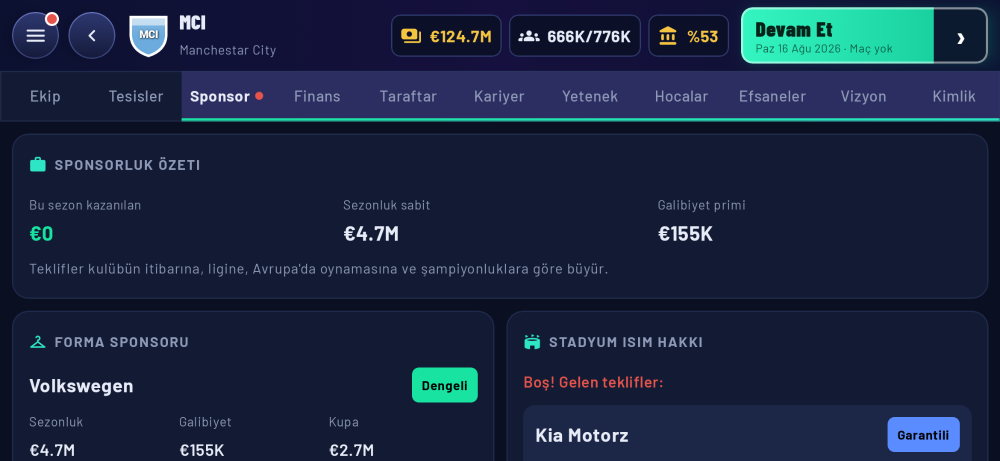 MCI
MCI
Manchestar City
€124.7M
666K/776K
%53
Devam Et
Paz 16 Ağu 2026 · Maç yok
Ekip
Tesisler
Sponsor
Finans
Taraftar
Kariyer
Yetenek
Hocalar
Efsaneler
Vizyon
Kimlik
SPONSORLUK ÖZETI
Bu sezon kazanılan
Sezonluk sabit
Galibiyet primi
€0
€4.7M
€155K
Teklifler kulübün itibarına, ligine, Avrupa'da oynamasına ve şampiyonluklara göre büyür.
FORMA SPONSORU
Volkswegen
Dengeli
Sezonluk
Galibiyet
Kupa
€4.7M
€155K
€2.7M
STADYUM ISIM HAKKI
Boş! Gelen teklifler:
Kia Motorz
Garantili